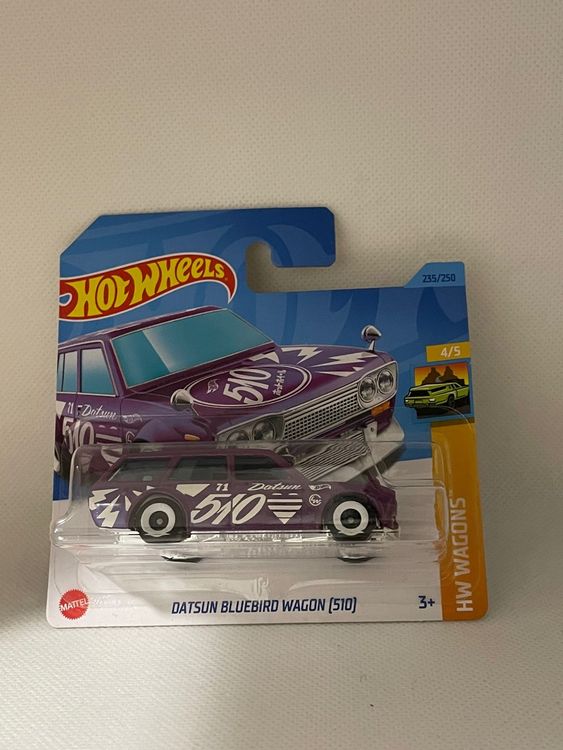 HOT WHEELS
235/250
4/5
510
71 Datsun
510
71 Datsun
510
HW WAGONS
MATTEL
DATSUN BLUEBIRD WAGON (510)
3+